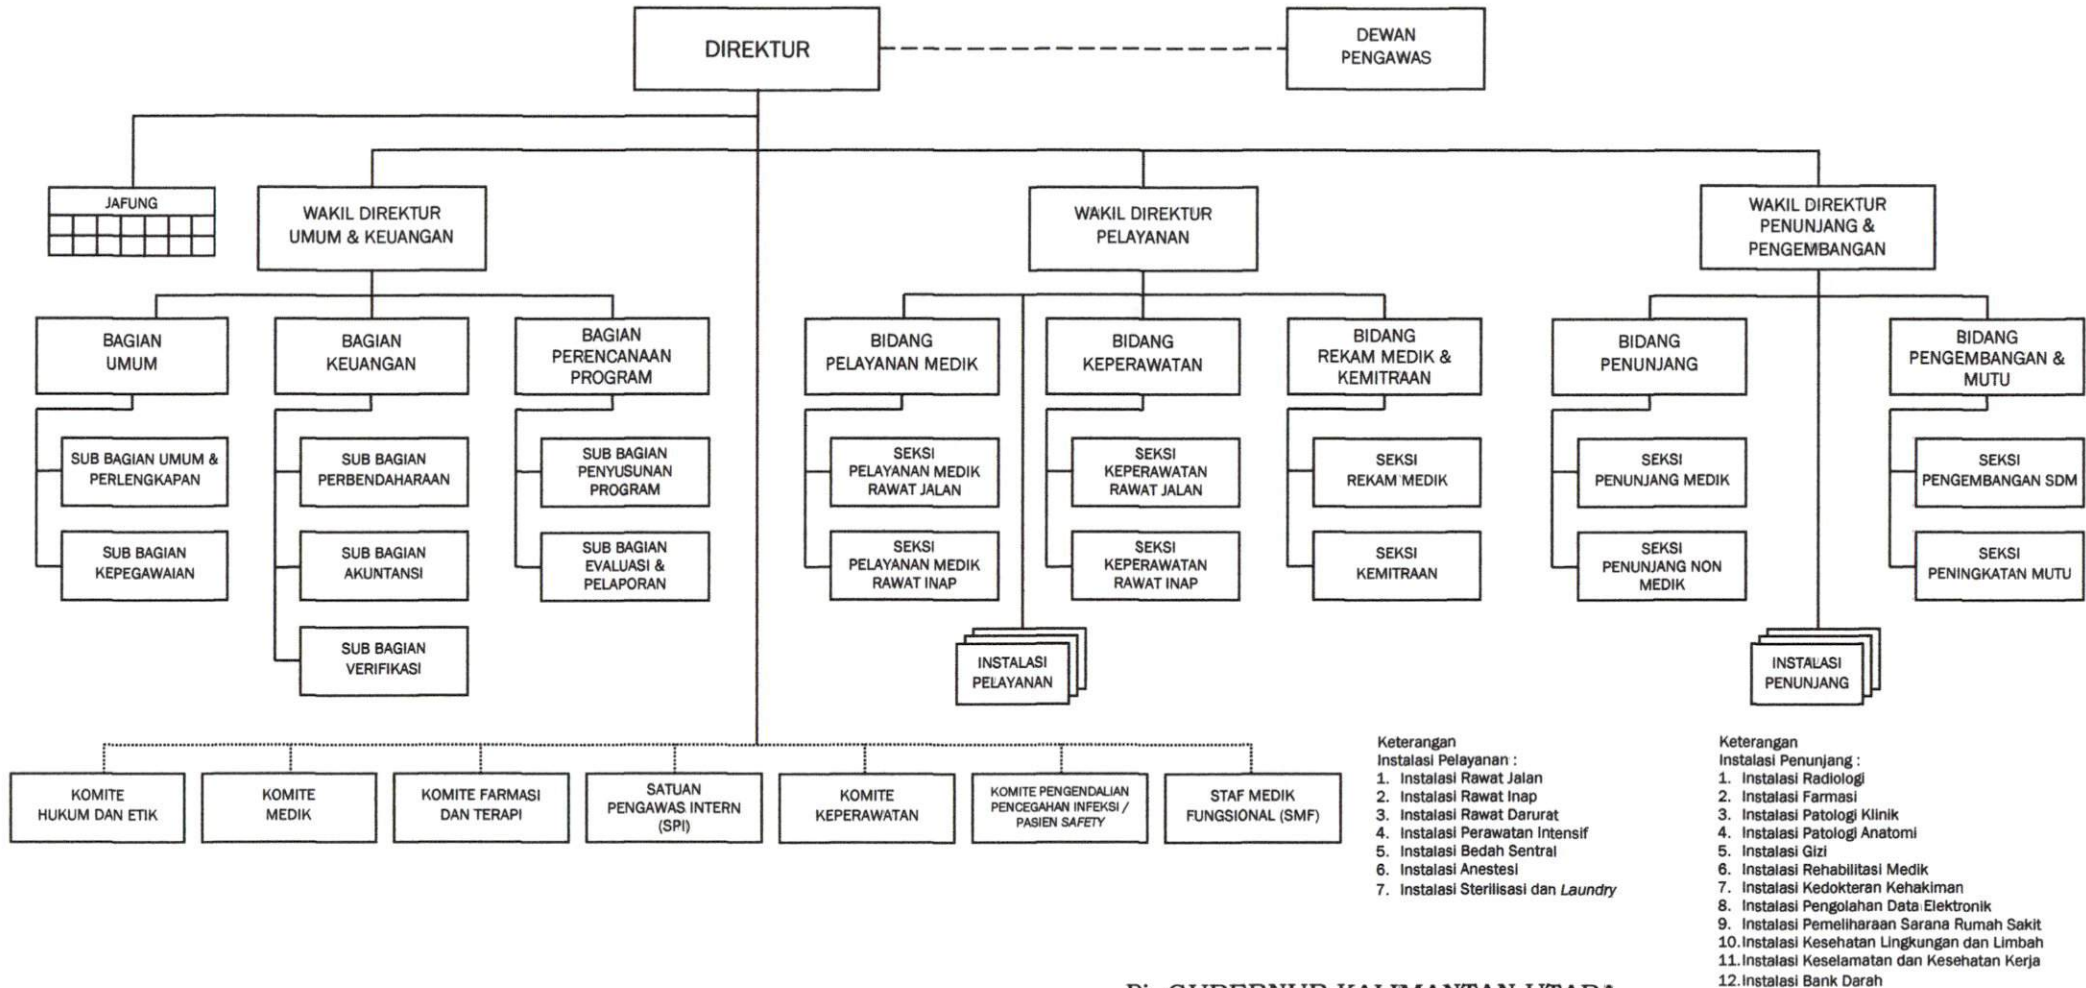 DIREKTUR
DEWAN
PENGAWAS
JAFUNG
WAKIL DIREKTUR
UMUM & KEUANGAN
WAKIL DIREKTUR
PELAYANAN
WAKIL DIREKTUR
PENUNJANG &
PENGEMBANGAN
BAGIAN
UMUM
BAGIAN
KEUANGAN
BAGIAN
PERENCANAAN
PROGRAM
BIDANG
PELAYANAN MEDIK
BIDANG
KEPERAWATAN
BIDANG
REKAM MEDIK &
KEMITRAAN
BIDANG
PENUNJANG
BIDANG
PENGEMBANGAN &
MUTU
SUB BAGIAN UMUM &
PERLENGKAPAN
SUB BAGIAN
PERBENDAHARAAN
SUB BAGIAN
PENYUSUNAN
PROGRAM
SEKSI
PELAYANAN MEDIK
RAWAT JALAN
SEKSI
KEPERAWATAN
RAWAT JALAN
SEKSI
REKAM MEDIK
SEKSI
PENUNJANG MEDIK
SEKSI
PENGEMBANGAN SDM
SUB BAGIAN
KEPEGAWAIAN
SUB BAGIAN
AKUNTANSI
SUB BAGIAN
EVALUASI &
PELAPORAN
SEKSI
PELAYANAN MEDIK
RAWAT INAP
SEKSI
KEPERAWATAN
RAWAT INAP
SEKSI
KEMITRAAN
SEKSI
PENUNJANG NON
MEDIK
SEKSI
PENINGKATAN MUTU
SUB BAGIAN
VERIFIKASI
INSTALASI
PELAYANAN
INSTALASI
PENUNJANG
KOMITE
HUKUM DAN ETIK
KOMITE
MEDIK
KOMITE FARMASI
DAN TERAPI
SATUAN
PENGAWAS INTERN
(SPI)
KOMITE
KEPERAWATAN
KOMITE PENGENDALIAN
PENCEGAHAN INFEKSI /
PASIEN SAFETY
STAF MEDIK
FUNGSIONAL (SMF)
Keterangan
Instalasi Pelayanan :
1. Instalasi Rawat Jalan
2. Instalasi Rawat Inap
3. Instalasi Rawat Darurat
4. Instalasi Perawatan Intensif
5. Instalasi Bedah Sentral
6. Instalasi Anestesi
7. Instalasi Sterilisasi dan Laundry
Keterangan
Instalasi Penunjang :
1. Instalasi Radiologi
2. Instalasi Farmasi
3. Instalasi Patologi Klinik
4. Instalasi Patologi Anatomi
5. Instalasi Gizi
6. Instalasi Rehabilitasi Medik
7. Instalasi Kedokteran Kehakiman
8. Instalasi Pengolahan Data Elektronik
9. Instalasi Pemeliharaan Sarana Rumah Sakit
10. Instalasi Kesehatan Lingkungan dan Limbah
11. Instalasi Keselamatan dan Kesehatan Kerja
12. Instalasi Bank Darah
GUBERNUR KALIMANTAN